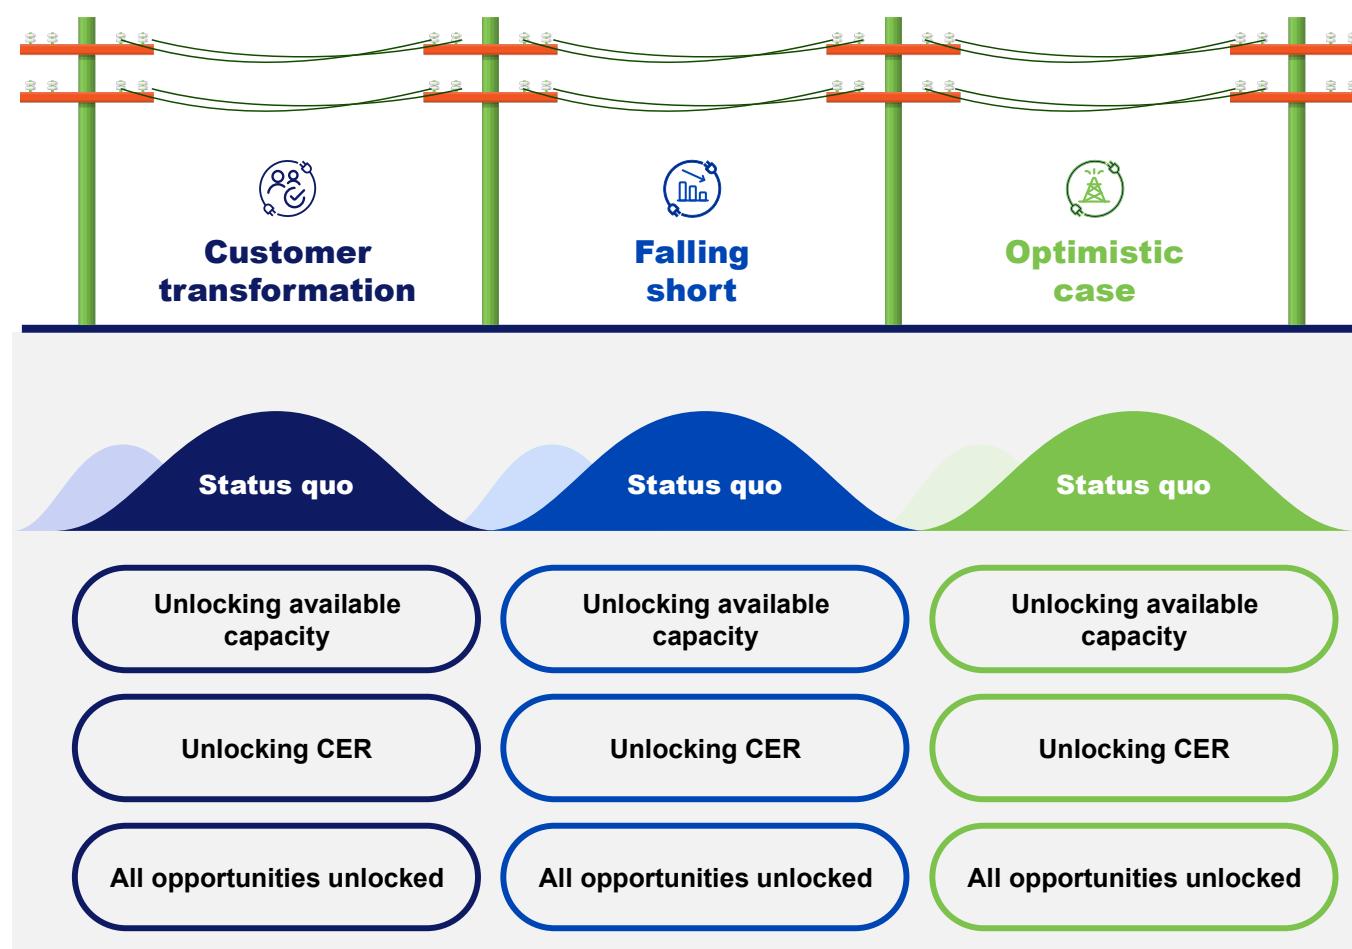 Customer
transformation
Falling
short
Optimistic
case
Status quo
Status quo
Status quo
Unlocking available
capacity
Unlocking available
capacity
Unlocking available
capacity
Unlocking CER
Unlocking CER
Unlocking CER
All opportunities unlocked
All opportunities unlocked
All opportunities unlocked